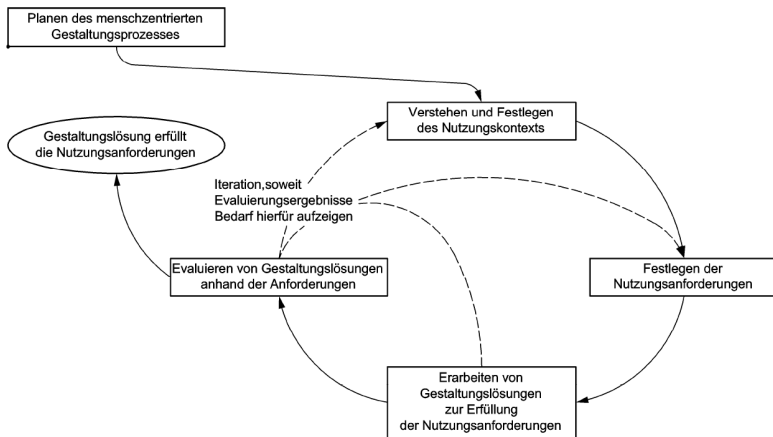 Planen des menschzentrierten
Gestaltungsprozesses
Verstehen und Festlegen
des Nutzungskontexts
Gestaltungslösung erfüllt
die Nutzungsanforderungen
Iteration,soweit
Evaluierungsergebnisse
Bedarf hierfür aufzeigen
Evaluieren von Gestaltungslösungen
anhand der Anforderungen
Festlegen der
Nutzungsanforderungen
Erarbeiten von
Gestaltungslösungen
zur Erfüllung
der Nutzungsanforderungen